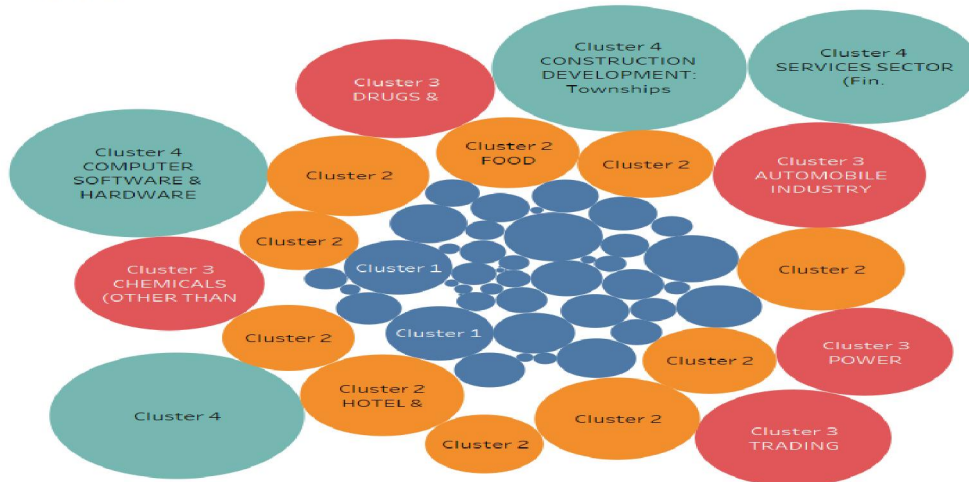 Cluster 4
CONSTRUCTION
DEVELOPMENT:
Townships
Cluster 4
SERVICES SECTOR
(Fin.
Cluster 3
DRUGS &
Cluster 2
FOOD
Cluster 2
Cluster 4
COMPUTER
SOFTWARE &
HARDWARE
Cluster 2
Cluster 3
AUTOMOBILE
INDUSTRY
Cluster 2
Cluster 3
CHEMICALS
(OTHER THAN
Cluster 1
Cluster 2
Cluster 2
Cluster 1
Cluster 3
POWER
Cluster 2
Cluster 4
Cluster 2
HOTEL &
Cluster 2
Cluster 2
Cluster 3
TRADING